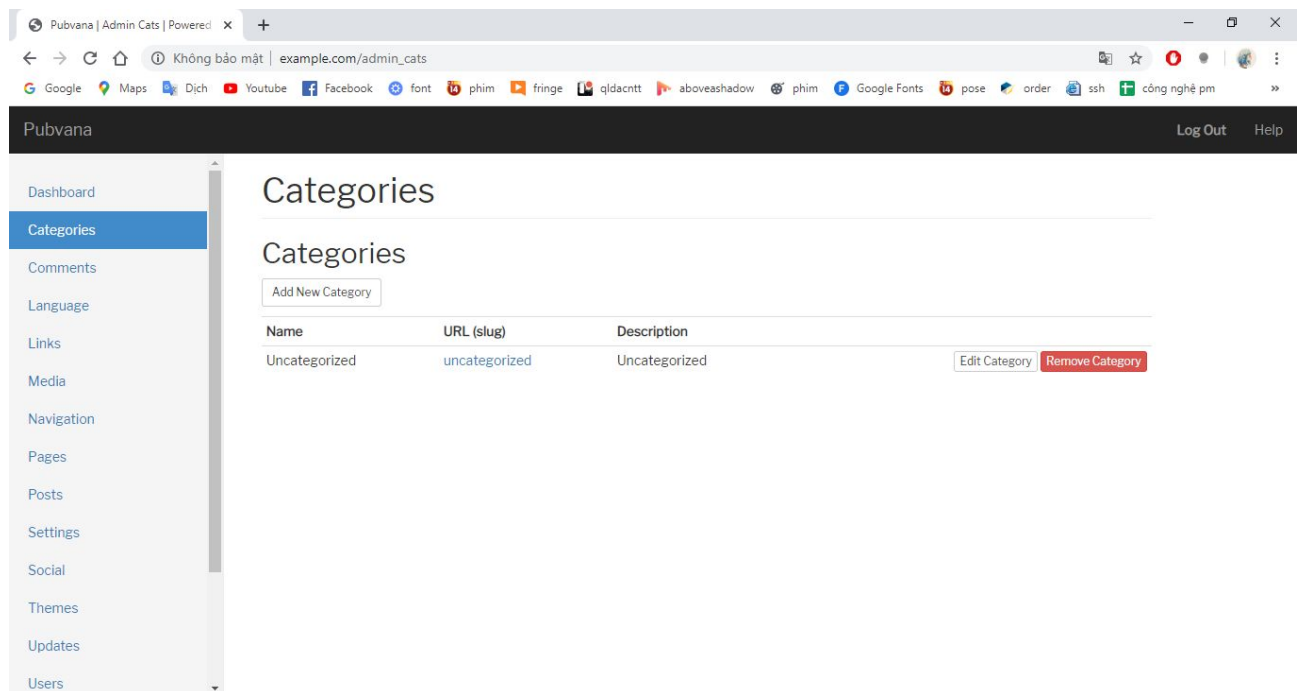 Pubvana | Admin Cats | Powered
Không bảo mật | example.com/admin_cats
Google Maps Dịch Youtube Facebook font phim fringe qldacntt aboveashadow phim Google Fonts pose order ssh công nghệ pm »
Pubvana Log Out Help
Dashboard
Categories
Comments
Language
Links
Media
Navigation
Pages
Posts
Settings
Social
Themes
Updates
Users
Categories
Categories
Add New Category
Name URL (slug) Description
Uncategorized uncategorized Uncategorized Edit Category Remove Category